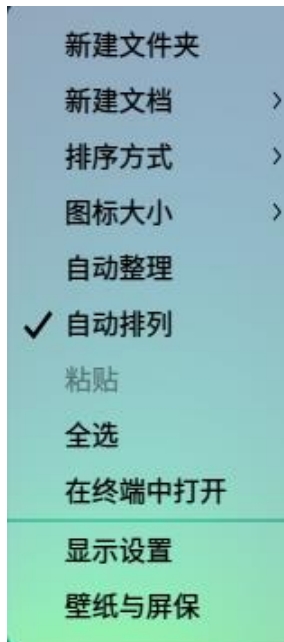 新建文件夹
新建文档
排序方式
图标大小
自动整理
自动排列
粘贴
全选
在终端中打开
显示设置
壁纸与屏保